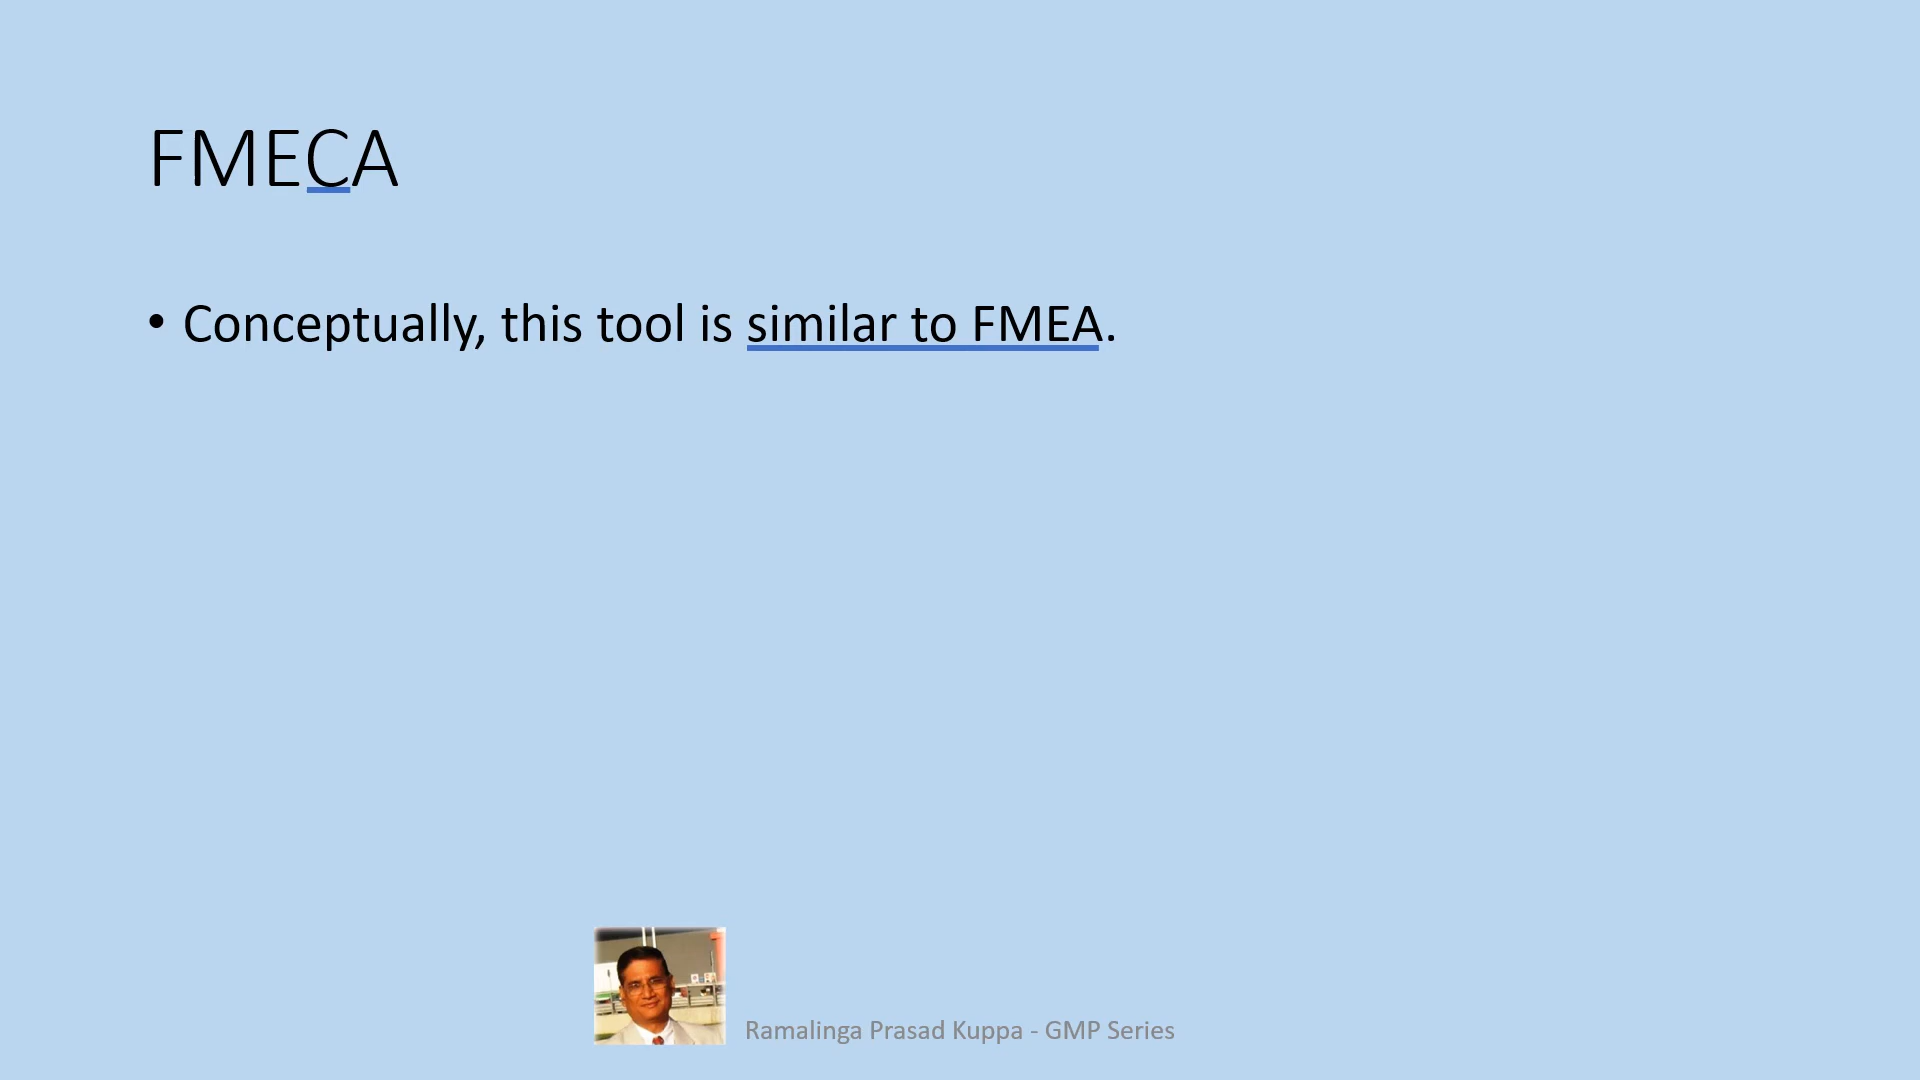 FMECA
• Conceptually, this tool is similar to FMEA.
Ramalinga Prasad Kuppa - GMP Series